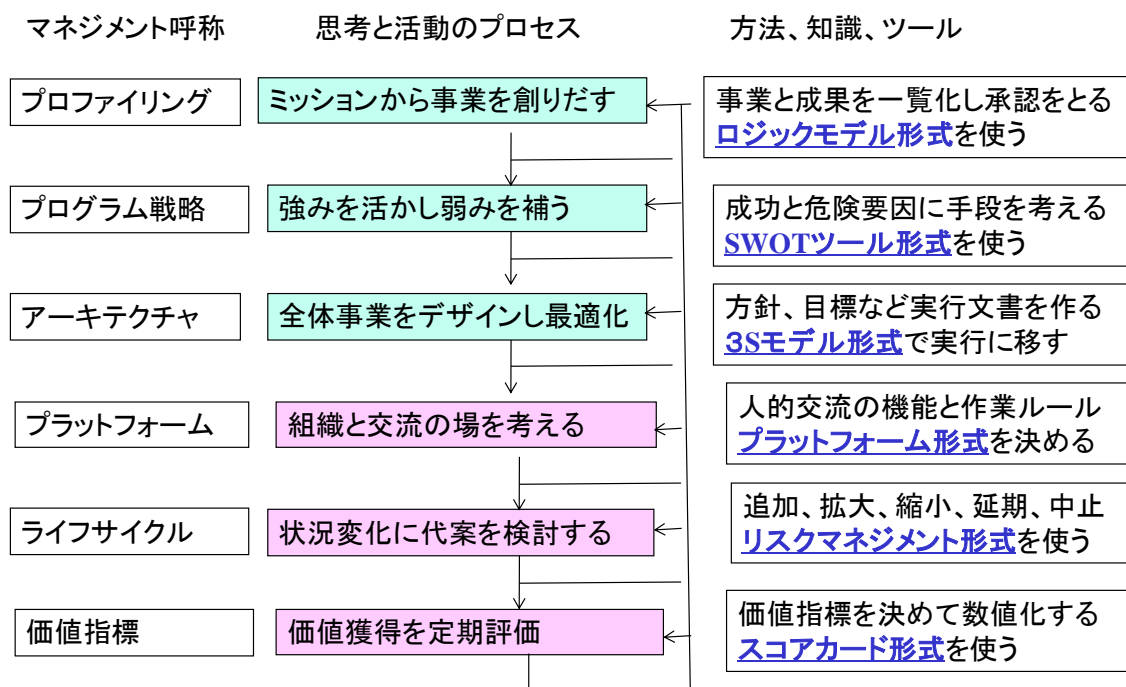 マネジメント呼称 思考と活動のプロセス 方法、知識、ツール
プロファイリング ミッションから事業を創りだす 事業と成果を一覧化し承認をとる
ロジックモデル形式を使う
プログラム戦略 強みを活かし弱みを補う 成功と危険要因に手段を考える
SWOTツール形式を使う
アーキテクチャ 全体事業をデザインし最適化 方針、目標など実行文書を作る
3Sモデル形式で実行に移す
プラットフォーム 組織と交流の場を考える 人的交流の機能と作業ルール
プラットフォーム形式を決める
ライフサイクル 状況変化に代案を検討する 追加、拡大、縮小、延期、中止
リスクマネジメント形式を使う
価値指標 価値獲得を定期評価 価値指標を決めて数値化する
スコアカード形式を使う